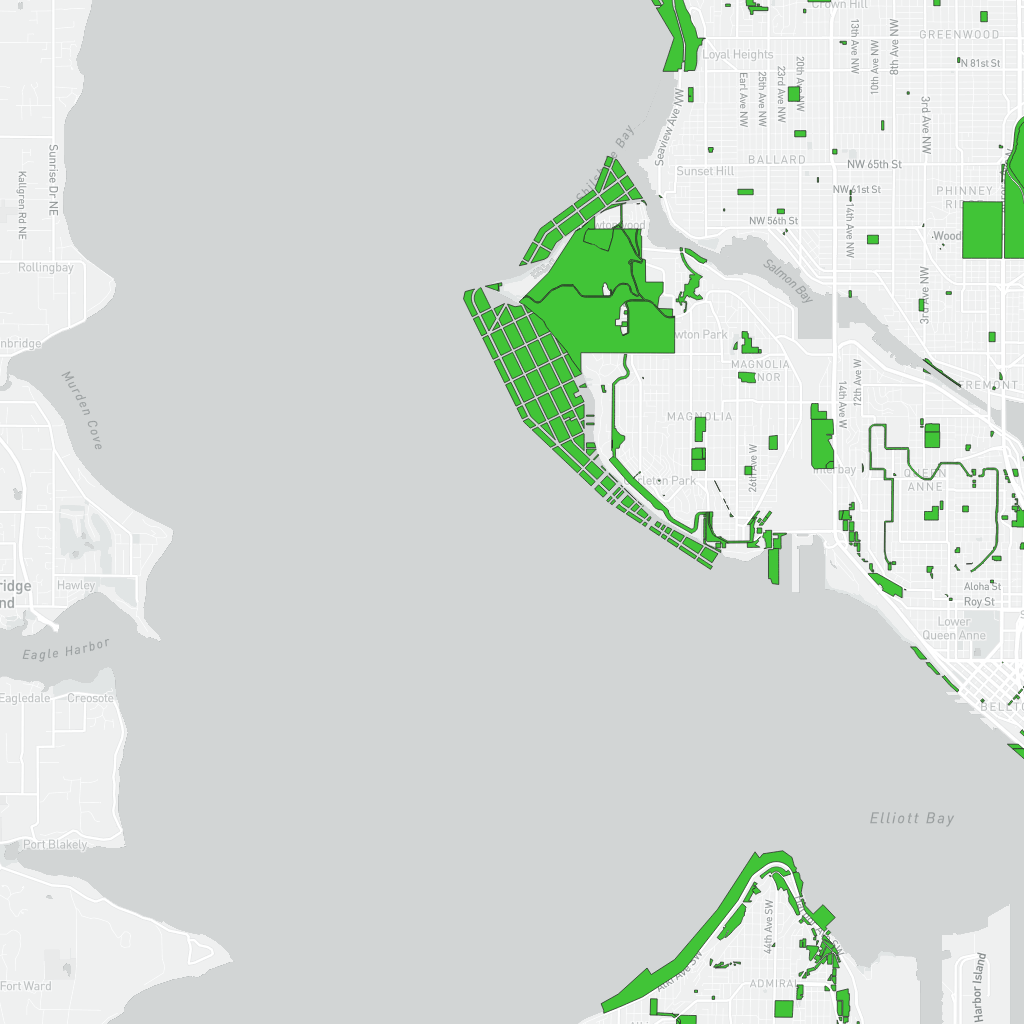 Crown Hill
GREENWOOD
Loyal Heights
13th Ave NW
8th Ave NW
10th Ave NW
20th Ave NW
23rd Ave NW
25th Ave NW
Earl Ave NW
N 81st St
3rd Ave NW
Seaview Ave NW
Sunrise Dr NE
Kallgren Rd NE
BALLARD
NW 65th St
Sunset Hill
NW 61st St
PHINNEY
14th Ave NW
NW 56th St
Rollingbay
Salmon Bay
3rd Ave NW
Murden Cove
MAGNOLIA
FREMONT
14th Ave W
12th Ave W
MAGNOLIA
26th Ave W
Interbay
QUEEN
ANNE
Hawley
Aloha St
Roy St
Lower
Queen Anne
Eagle Harbor
Eagledale
Creosote
Elliott Bay
Port Blakely
44th Ave SW
Alki Ave SW
ADMIRAL
Fort Ward
Harbor Island